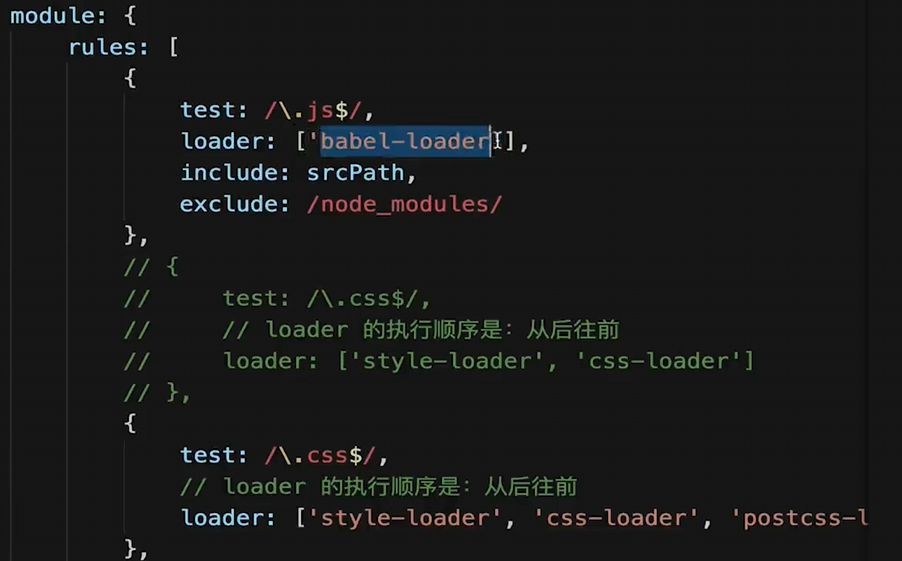 module: {
rules: [
{
test: /\.js$/,
loader: ['babel-loader'],
include: srcPath,
exclude: /node_modules/
},
// {
//     test: /\.css$/,
//     // loader 的执行顺序是：从后往前
//     loader: ['style-loader', 'css-loader']
// },
{
test: /\.css$/,
// loader 的执行顺序是：从后往前
loader: ['style-loader', 'css-loader', 'postcss-l
},